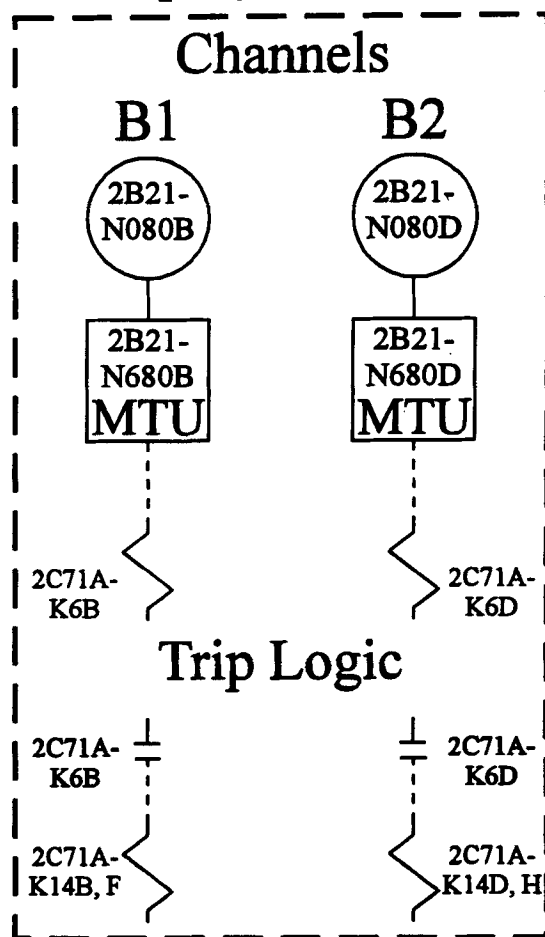 Channels
B1 B2
2B21-
N080B
2B21-
N080D
2B21-
N680B
MTU
2B21-
N680D
MTU
2C71A-
K6B
2C71A-
K6D
Trip Logic
2C71A-
K6B
2C71A-
K6D
2C71A-
K14B, F
2C71A-
K14D, H